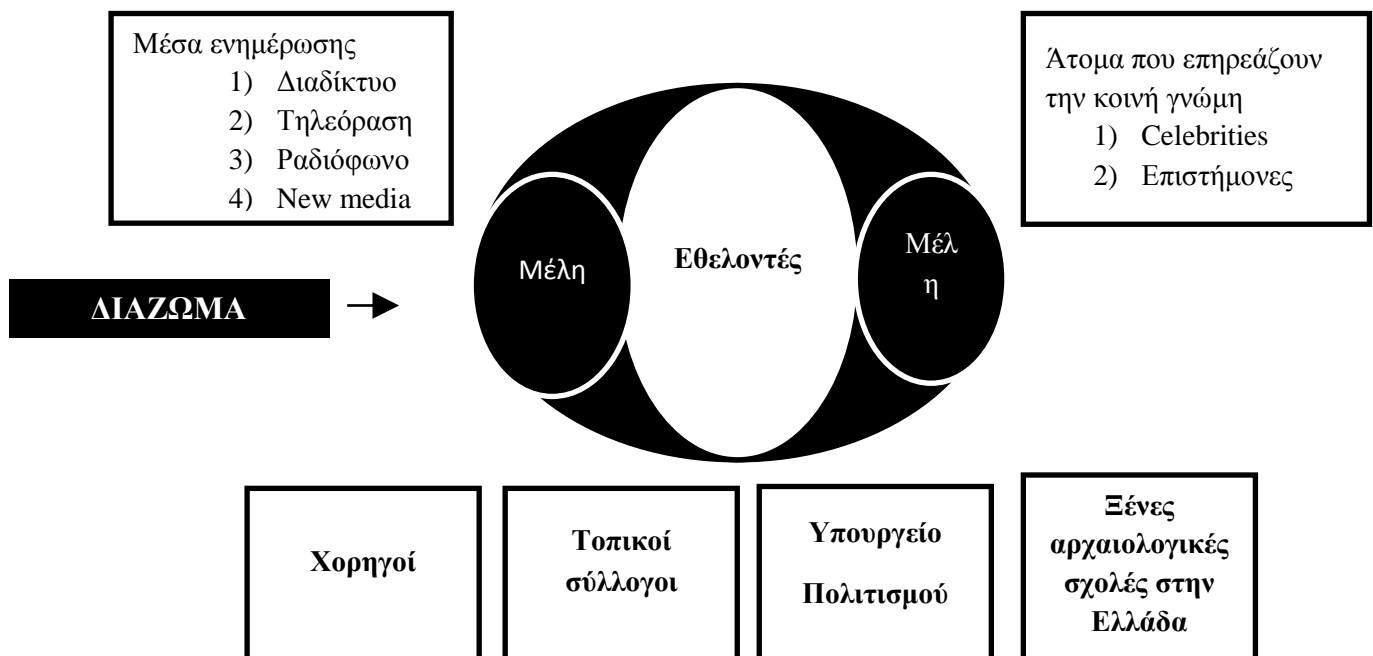 Μέσα ενημέρωσης
1) Διαδίκτυο
2) Τηλεόραση
3) Ραδιόφωνο
4) New media
Άτομα που επηρεάζουν
την κοινή γνώμη
1) Celebrities
2) Επιστήμονες
ΔΙΑΖΩΜΑ
Μέλη
Εθελοντές
Μέλ
η
Χορηγοί
Τοπικοί
σύλλογοι
Υπουργείο
Πολιτισμού
Ξένες
αρχαιολογικές
σχολές στην
Ελλάδα